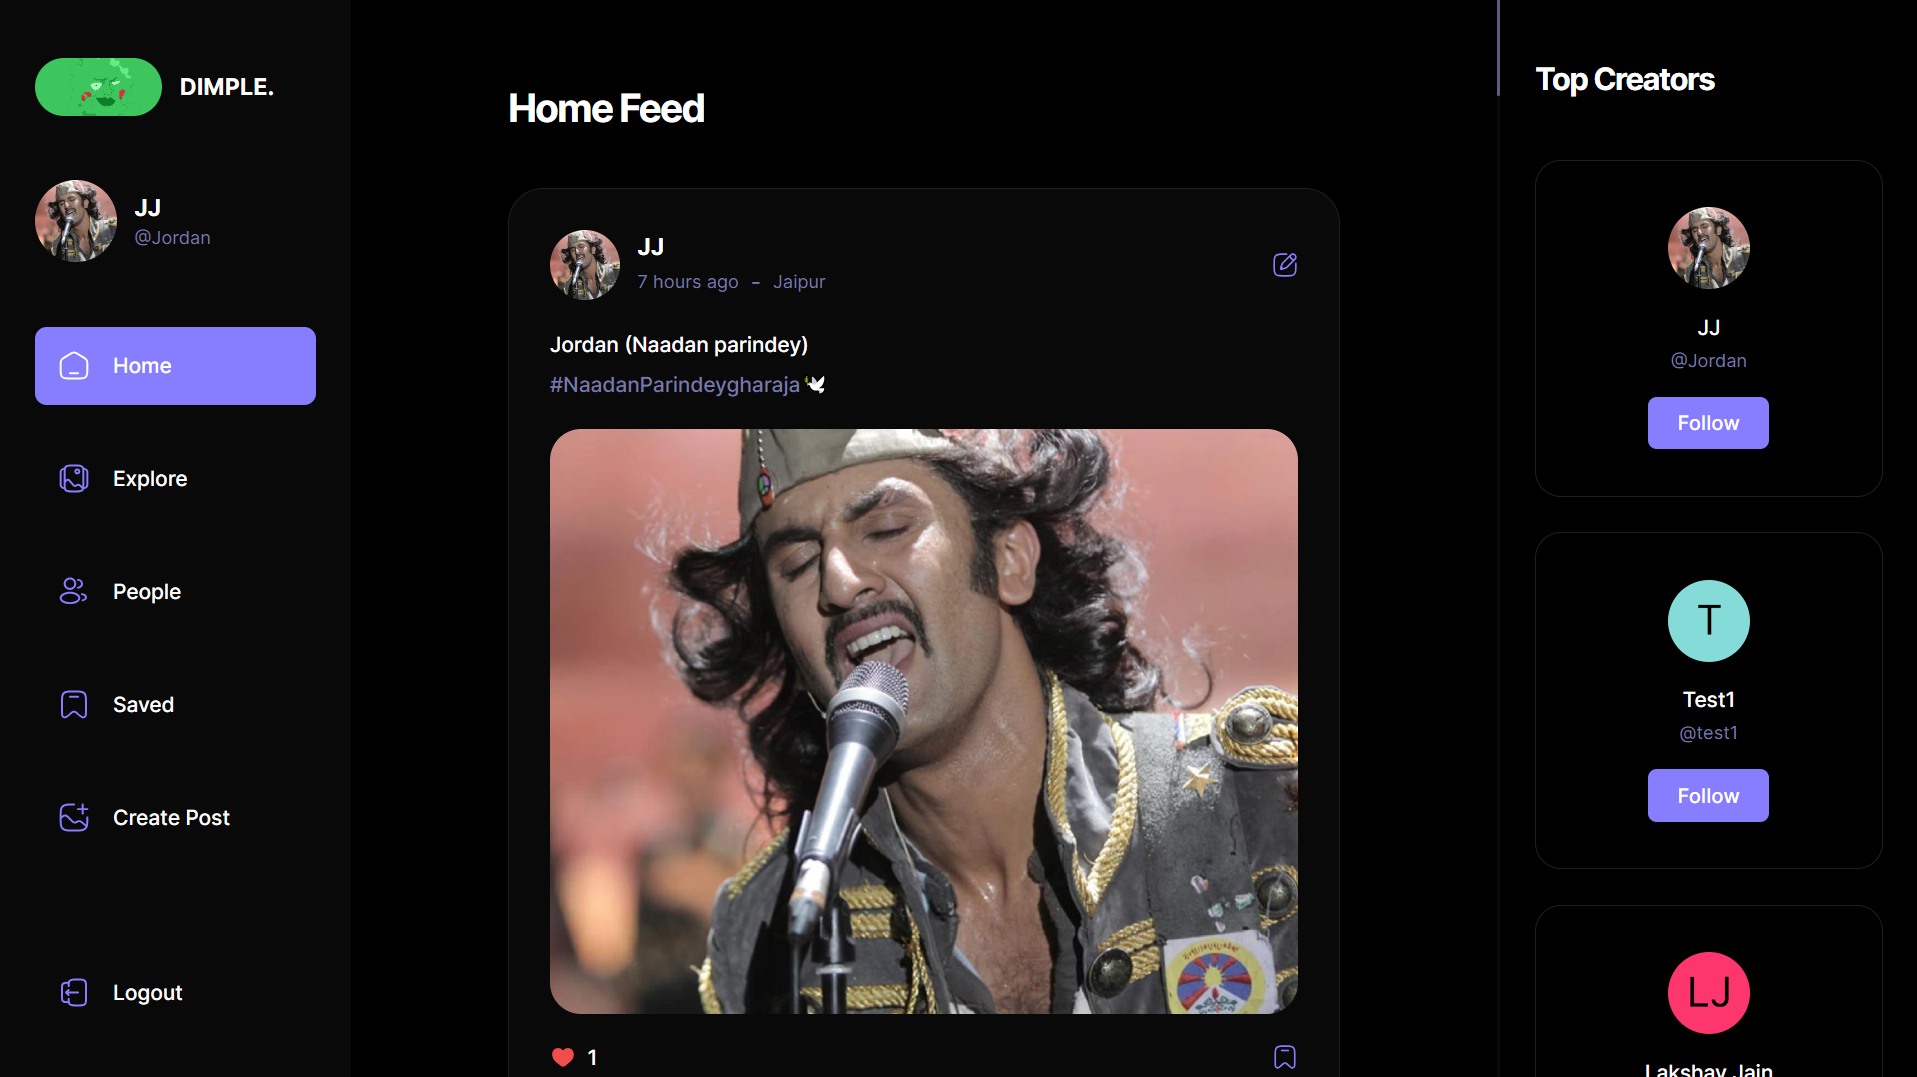 DIMPLE.
JJ
@Jordan
Home
Explore
People
Saved
Create Post
Logout
Home Feed
JJ
7 hours ago – Jaipur
Jordan (Naadan parindey)
#NaadanParindeygharaja🕊
1
Top Creators
JJ
@Jordan
Follow
T
Test1
@test1
Follow
LJ
Lakshay Jain